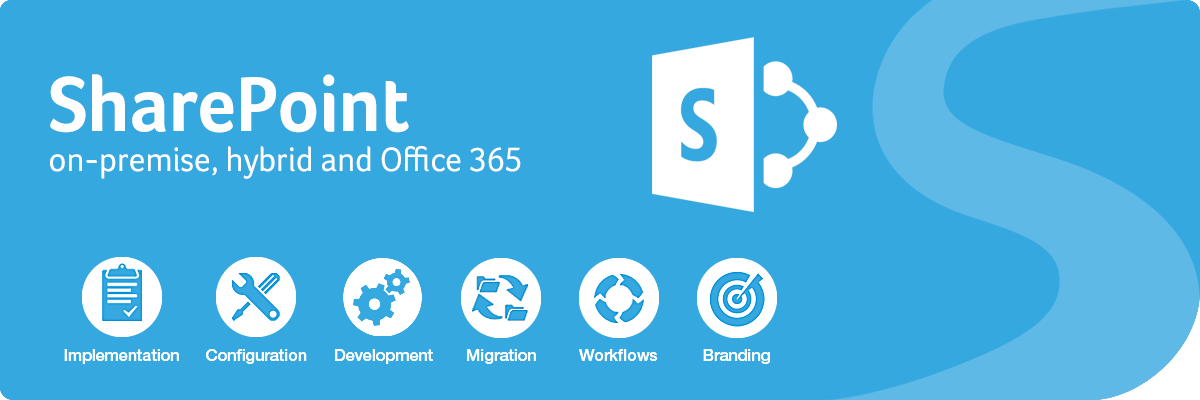 SharePoint
on-premise, hybrid and Office 365
S
Implementation Configuration Development Migration Workflows Branding